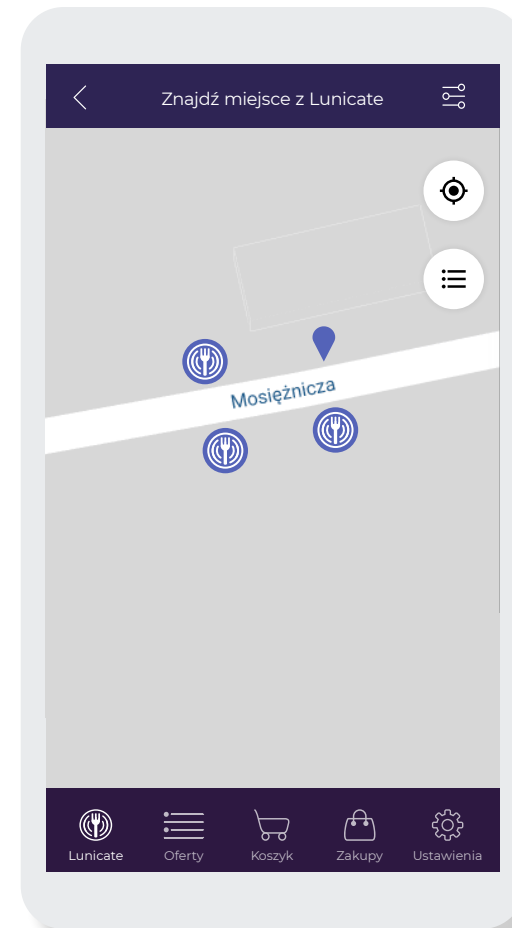 Znajdź miejsce z Lunicate
Mosiężnicza
Lunicate
Oferty
Koszyk
Zakupy
Ustawienia